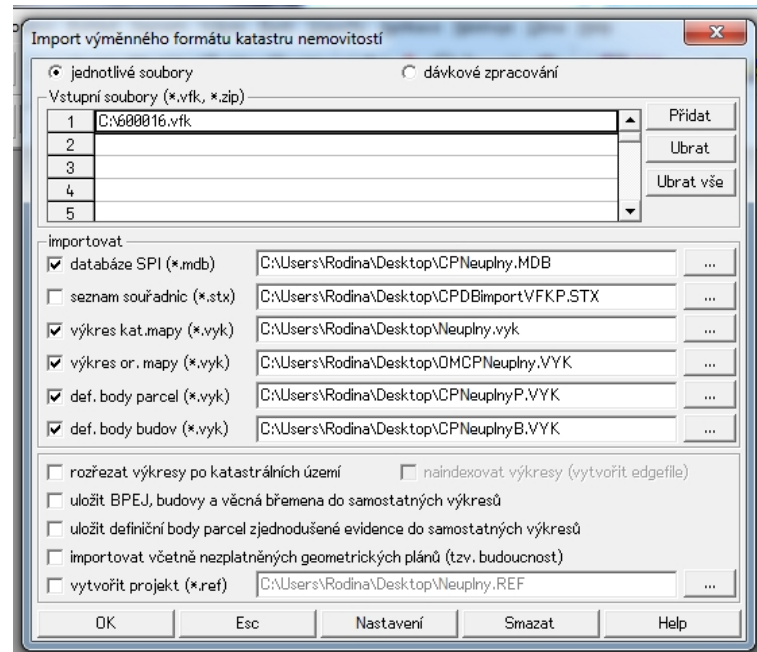 Import výměnného formátu katastru nemovitostí
jednotlivé soubory dávkové zpracování
Vstupní soubory (*.vfk, *.zip)
1 C:\600016.vfk Přidat
2 Ubrat
3
4 Ubrat vše
5
importovat
databáze SPI (*.mdb) C:\Users\Rodina\Desktop\CPNeuplny.MDB ...
seznam souřadnic (*.stx) C:\Users\Rodina\Desktop\CPDBimportVFKP.STX ...
výkres kat.mapy (*.vyk) C:\Users\Rodina\Desktop\Neuplny.vyk ...
výkres or. mapy (*.vyk) C:\Users\Rodina\Desktop\OMCPNeuplny.VYK ...
def. body parcel (*.vyk) C:\Users\Rodina\Desktop\CPNeuplnyP.VYK ...
def. body budov (*.vyk) C:\Users\Rodina\Desktop\CPNeuplnyB.VYK ...
rozřezat výkresy po katastrálních území naindexovat výkresy (vytvořit edgefile)
uložit BPEJ, budovy a věcná břemena do samostatných výkresů
uložit definiční body parcel zjednodušené evidence do samostatných výkresů
importovat včetně nezplatněných geometrických plánů (tzv. budoucnost)
vytvořit projekt (*.ref) C:\Users\Rodina\Desktop\Neuplny.REF ...
OK Esc Nastavení Smazat Help